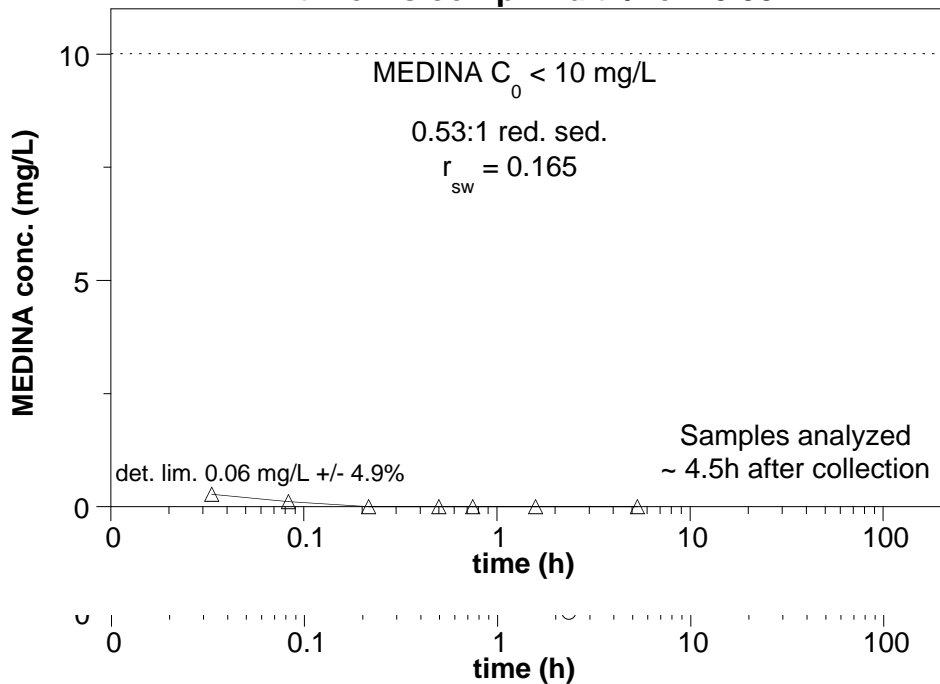 10
MEDINA C0 < 10 mg/L
0.53:1 red. sed.
rsw = 0.165
MEDINA conc. (mg/L)
5
Samples analyzed
~ 4.5h after collection
det. lim. 0.06 mg/L +/- 4.9%
0
0 0.1 1 10 100
time (h)
0 0.1 1 10 100
time (h)